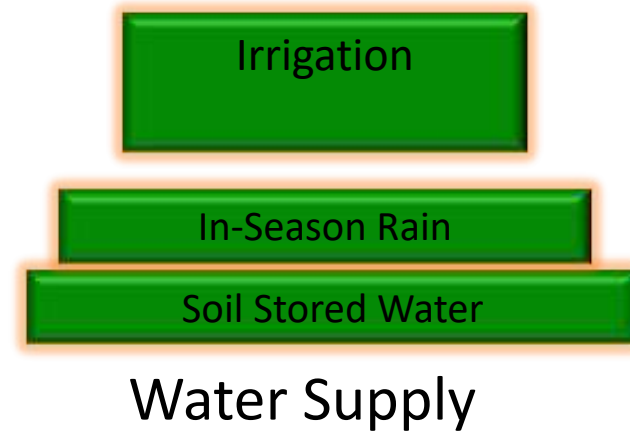 Irrigation
In-Season Rain
Soil Stored Water
Water Supply